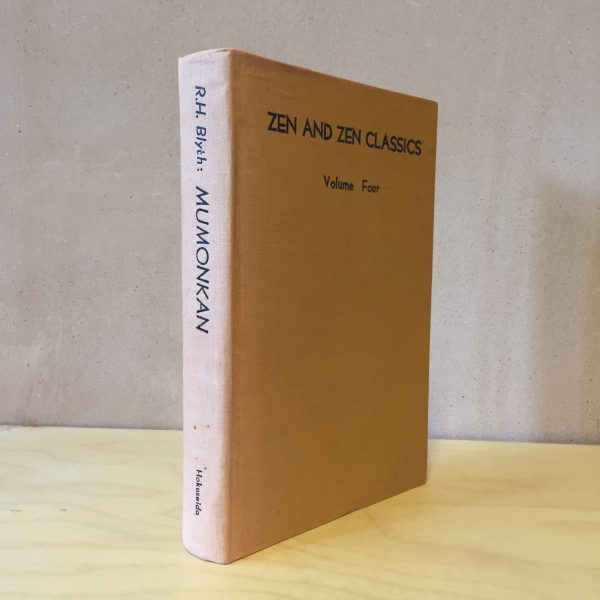 ZEN AND ZEN CLASSICS
Volume Four
R.H. Blyth: MUMONKAN
Hokuseido